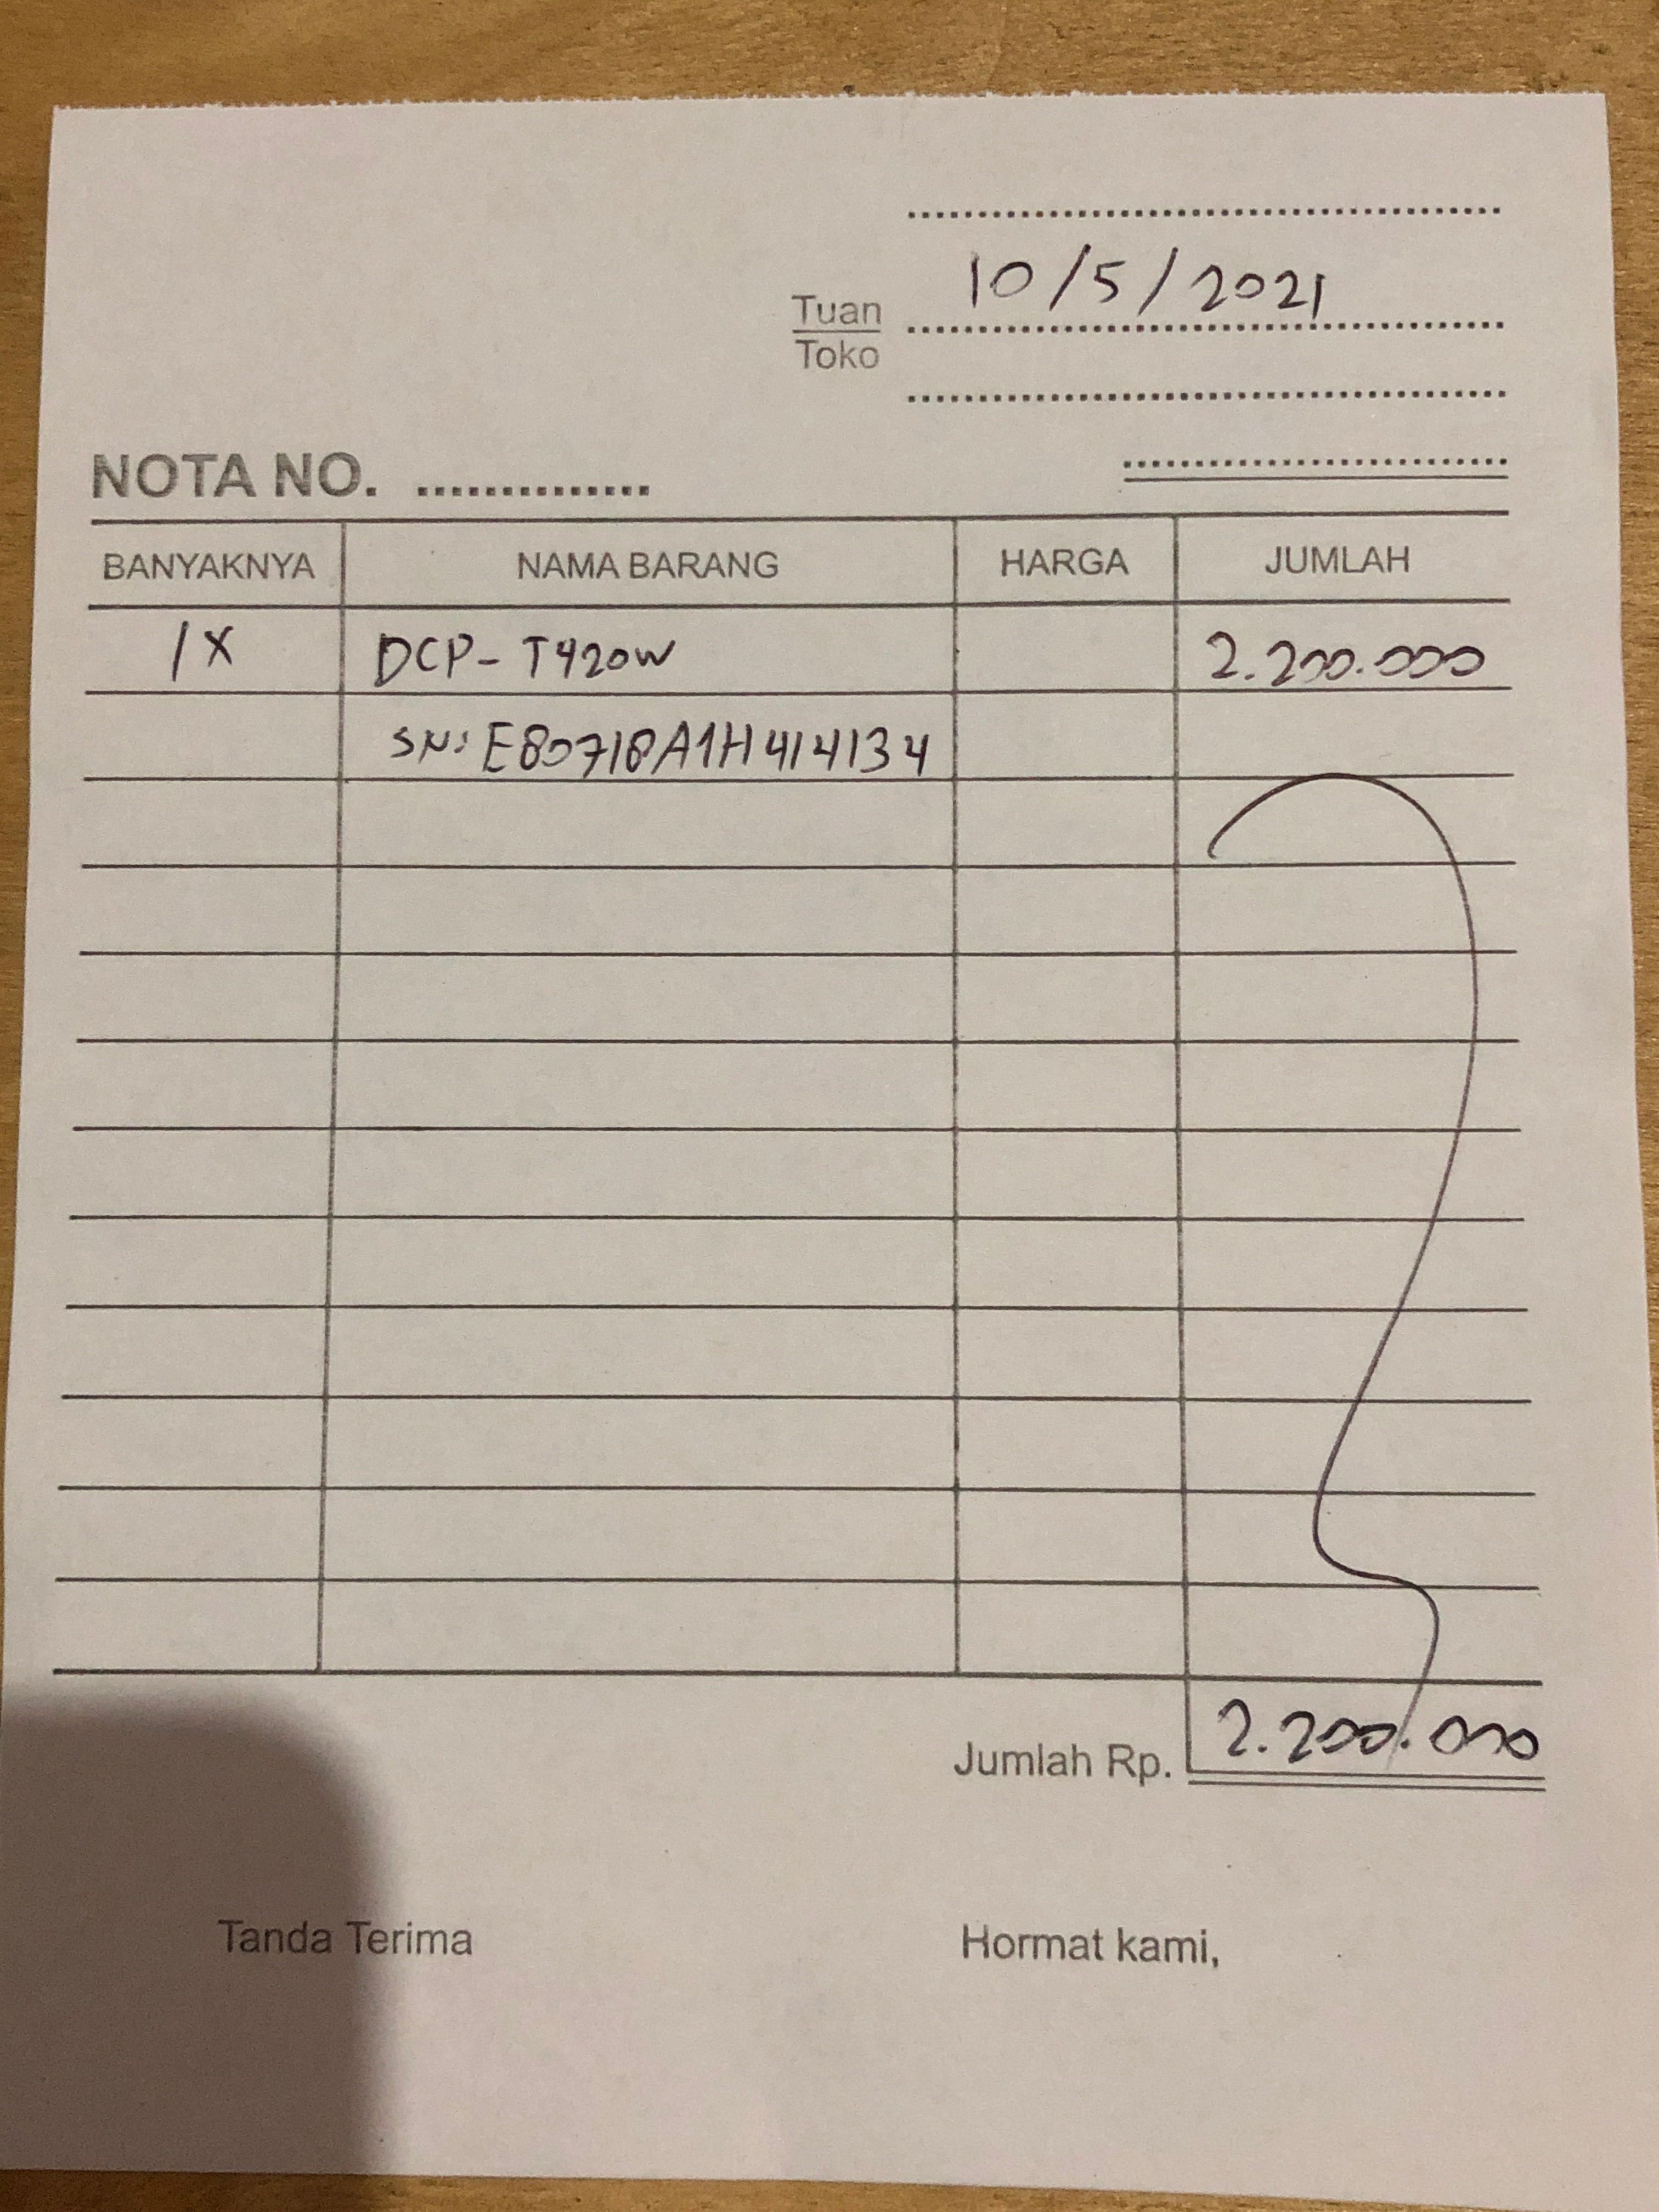 10/5/2021
Tuan
Toko
NOTA NO. ..............
BANYAKNYA NAMA BARANG HARGA JUMLAH
1X DCP-T420W 2.200.000
SN: E80718A1H414134
Jumlah Rp. 2.200.000
Tanda Terima Hormat kami,